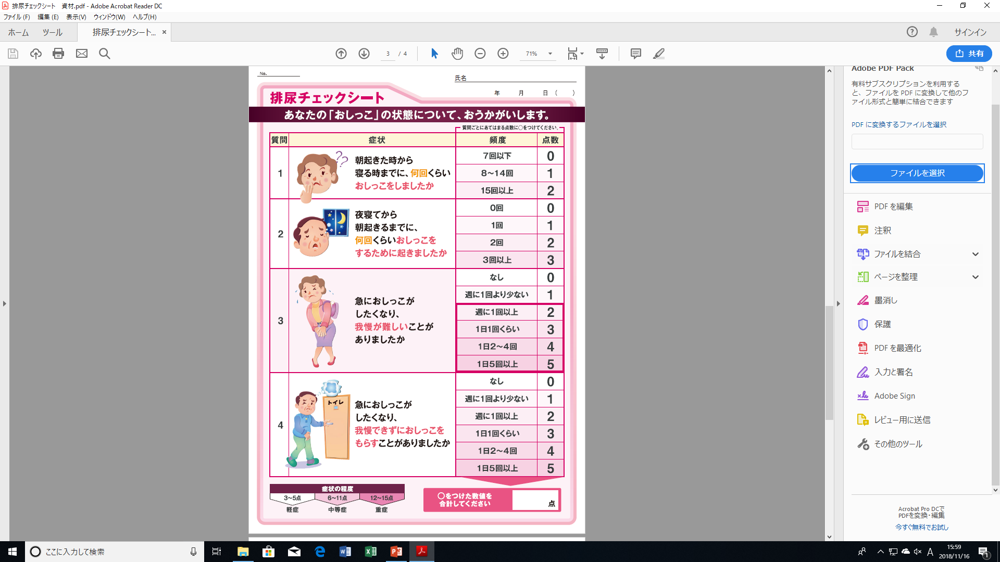 排尿チェックシート　資材.pdf - Adobe Acrobat Reader DC
ファイル(F) 編集(E) 表示(V) ウィンドウ(W) ヘルプ(H)
ホーム ツール 排尿チェックシート... × サインイン
3 / 4 71% 共有
No.
氏名
年 月 日 ( )
排尿チェックシート
あなたの「おしっこ」の状態について、おうかがいします。
質問ごとにあてはまる点数に○をつけてください。
質問 症状 頻度 点数
1
朝起きた時から
寝る時までに、何回くらい
おしっこをしましたか
7回以下 0
8〜14回 1
15回以上 2
2
夜寝てから
朝起きるまでに、
何回くらいおしっこを
するために起きましたか
0回 0
1回 1
2回 2
3回以上 3
3
急におしっこが
したくなり、
我慢が難しいことが
ありましたか
なし 0
週に1回より少ない 1
週に1回以上 2
1日1回くらい 3
1日2〜4回 4
1日5回以上 5
4
トイレ
急におしっこが
したくなり、
我慢できずにおしっこを
もらすことがありましたか
なし 0
週に1回より少ない 1
週に1回以上 2
1日1回くらい 3
1日2〜4回 4
1日5回以上 5
症状の程度
3〜5点 6〜11点 12〜15点
軽症 中等症 重症
○をつけた数値を
合計してください
点
Adobe PDF Pack
有料サブスクリプションを利用する
と、ファイルを PDF に変換して他のフ
ァイル形式と簡単に結合できます
PDF に変換するファイルを選択
ファイルを選択
PDF を編集
注釈
ファイルを結合
ページを整理
墨消し
保護
PDF を最適化
入力と署名
Adobe Sign
レビュー用に送信
その他のツール
Acrobat Pro DCで
PDFを変換・編集
今すぐ無料でお試し
ここに入力して検索
A
15:59
2018/11/16
1